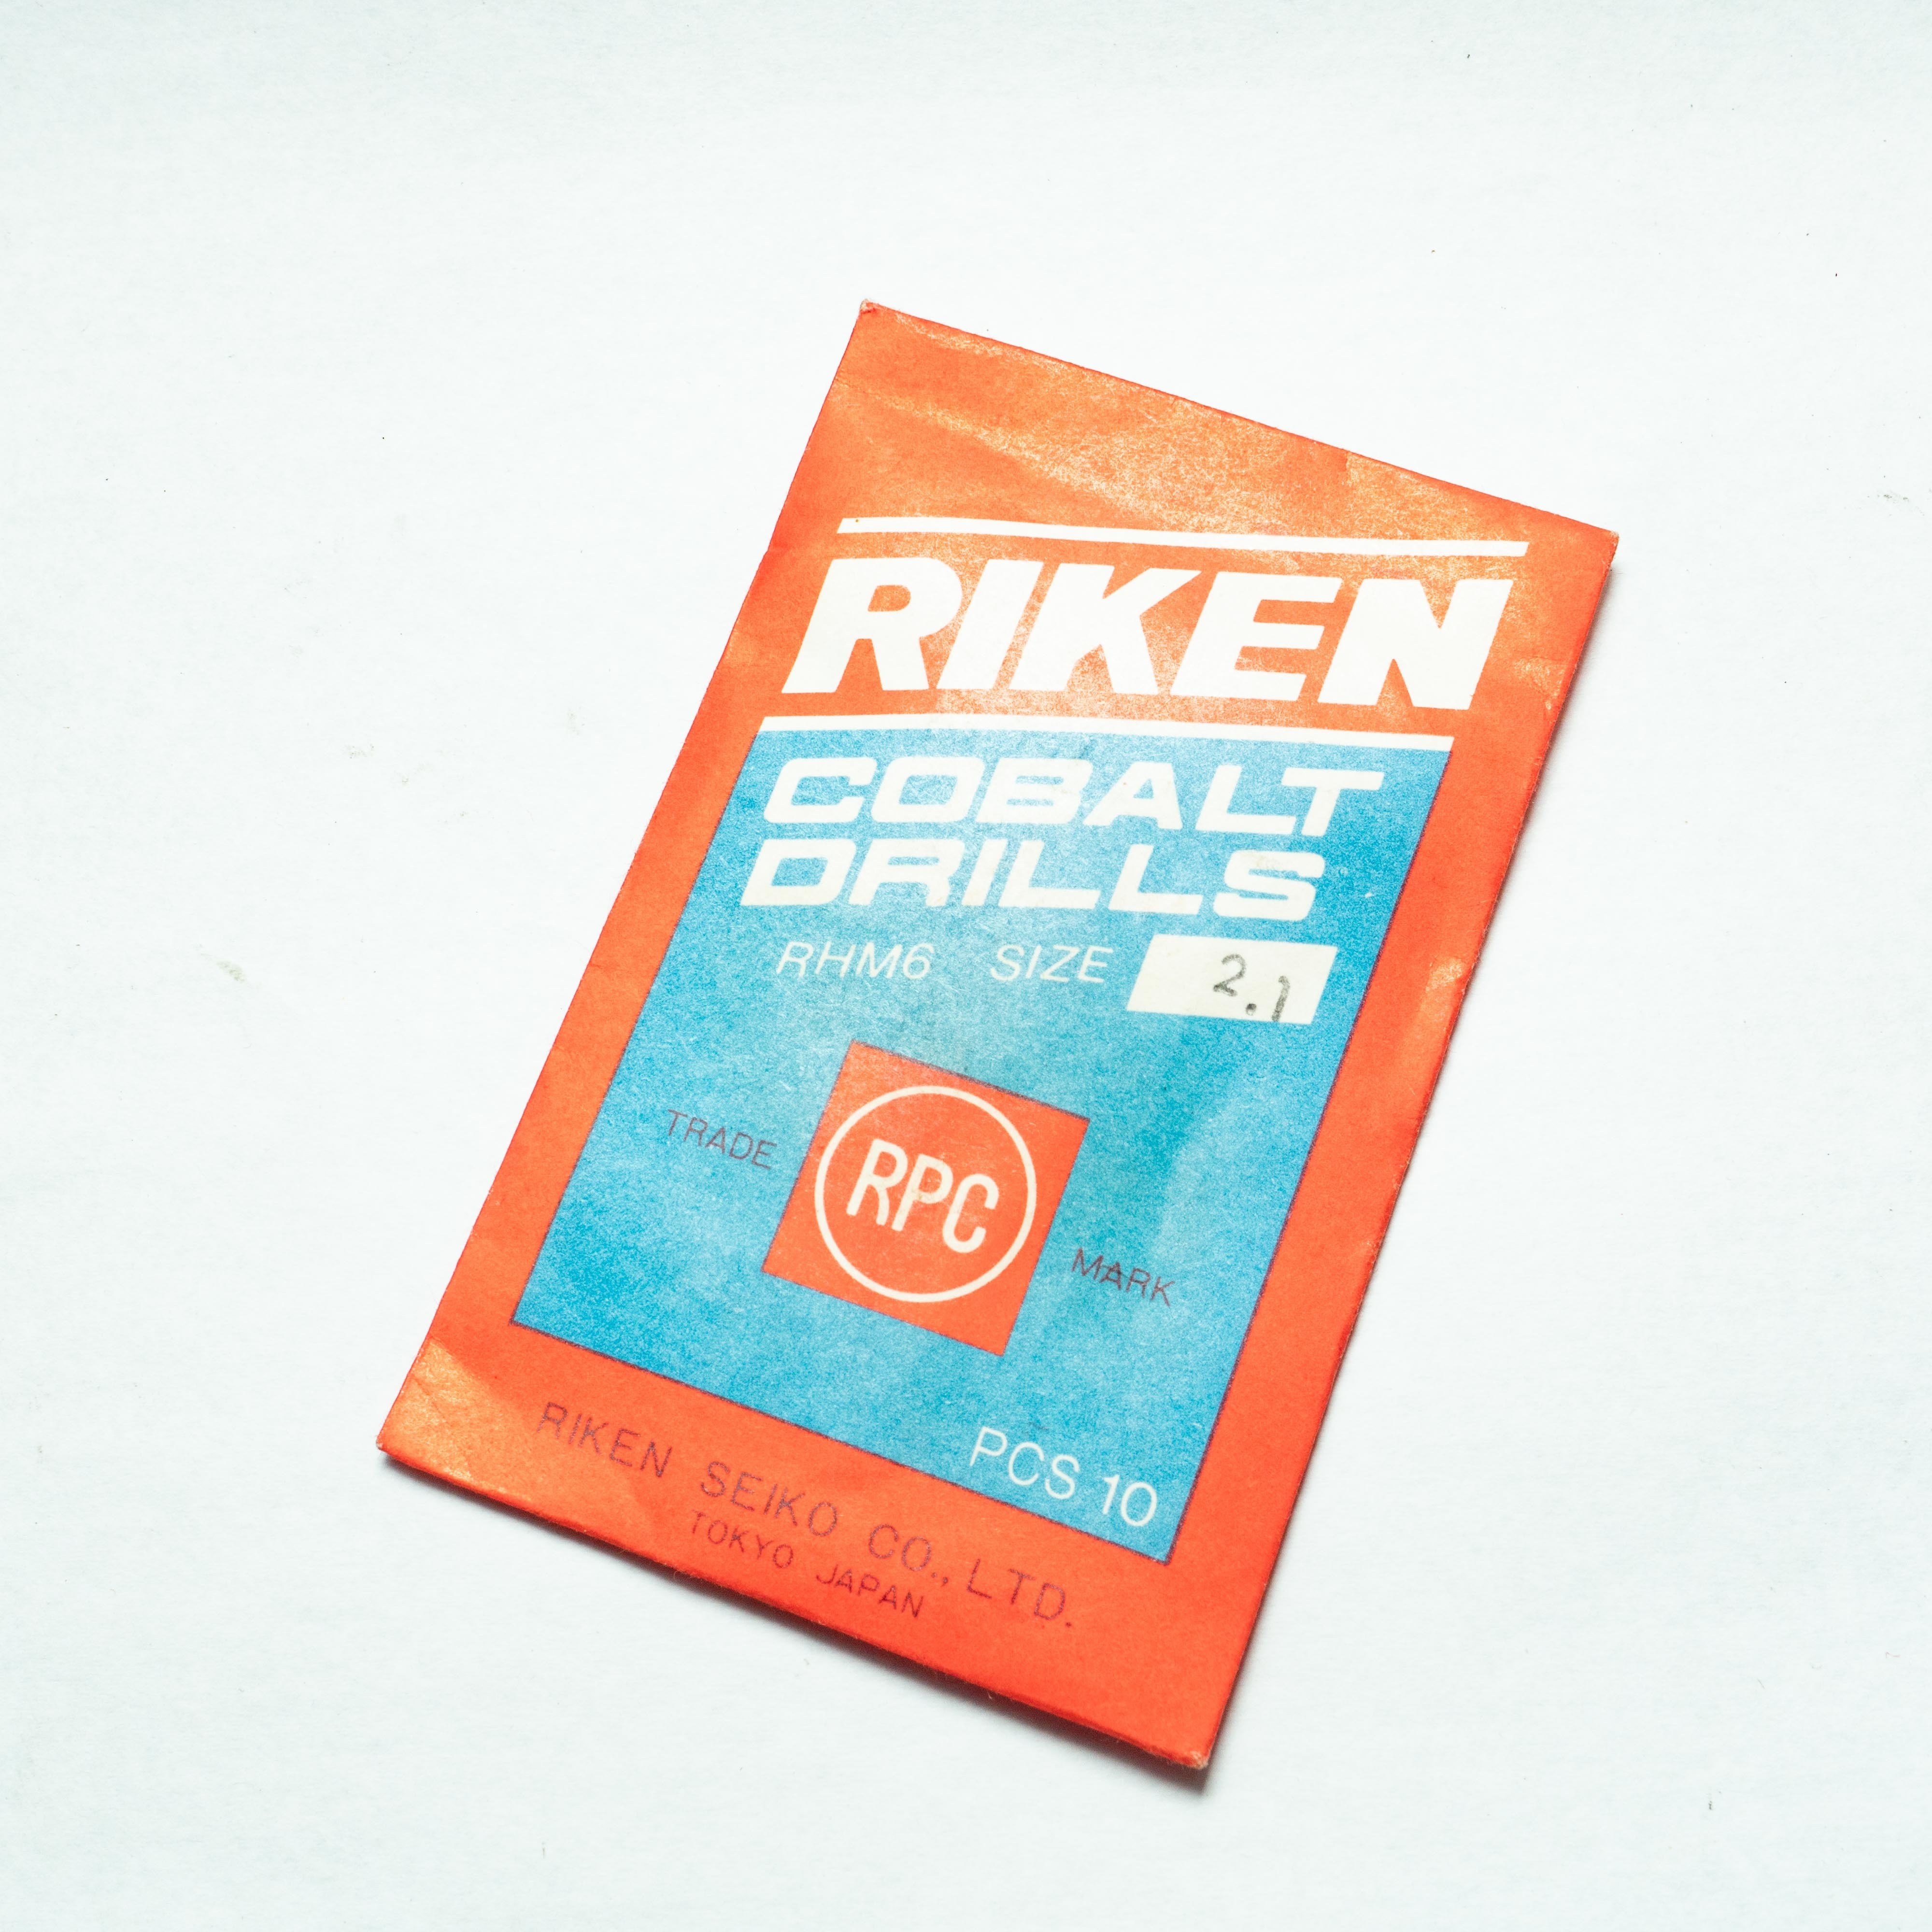 RIKEN
COBALT
DRILLS
RHM6 SIZE 2.1
TRADE RPC MARK
PCS 10
RIKEN SEIKO CO., LTD.
TOKYO JAPAN